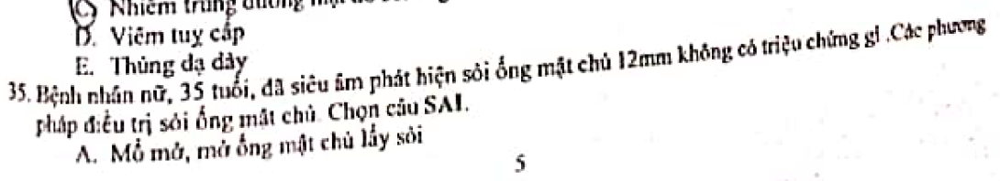 C. Nhiễm trùng đường
D. Viêm tuỵ cấp
E. Thủng dạ dày
35. Bệnh nhân nữ, 35 tuổi, đã siêu âm phát hiện sỏi ống mật chủ 12mm không có triệu chứng gì .Các phương
pháp điều trị sỏi ống mật chủ. Chọn câu SAI.
A. Mổ mở, mở ống mật chủ lấy sỏi
5